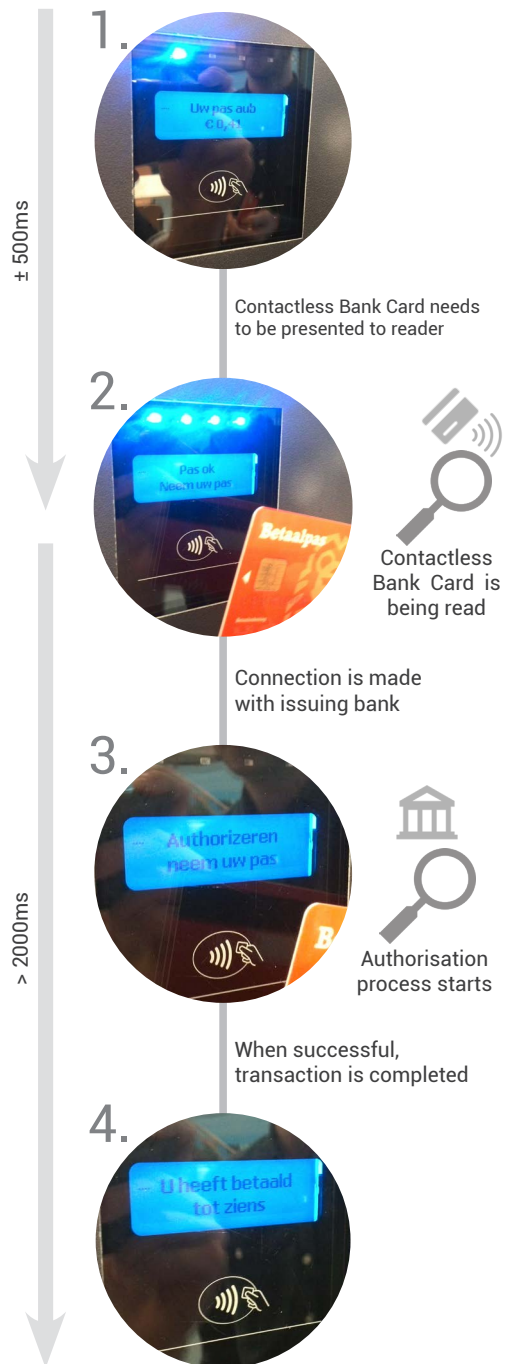 1.
Uw pas aub
± 500ms
Contactless Bank Card needs
to be presented to reader
2.
Pas ok
Neem uw pas
Betaalpas
Contactless
Bank Card is
being read
Connection is made
with issuing bank
3.
Authorizeren
neem uw pas
Authorisation
process starts
> 2000ms
When successful,
transaction is completed
4.
U heeft betaald
tot ziens